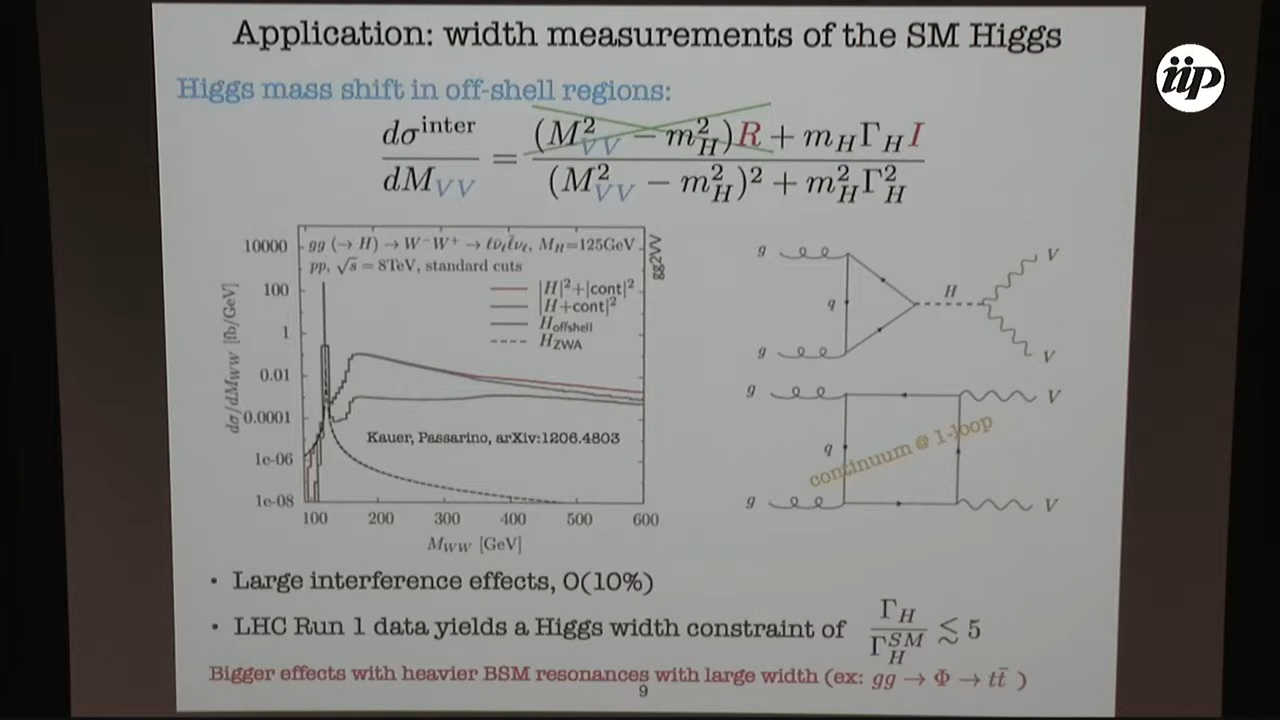 Application: width measurements of the SM Higgs
iip
Higgs mass shift in off-shell regions:
dσ^inter / dM_VV = ((M²_VV − m²_H)R + m_HΓ_H I) / ((M²_VV − m²_H)² + m²_HΓ²_H)
gg (→ H) → W⁻W⁺ → ℓν̄_ℓ ℓ̄ν_ℓ, M_H=125GeV
pp, √s = 8TeV, standard cuts
gg2VV
|H|²+|cont|²
|H+cont|²
H_offshell
H_ZWA
dσ/dM_WW [fb/GeV]
10000
100
1
0.01
0.0001
1e-06
1e-08
Kauer, Passarino, arXiv:1206.4803
100 200 300 400 500 600
M_WW [GeV]
g V
q H
g V
g V
q continuum @ 1-loop
g V
• Large interference effects, O(10%)
• LHC Run 1 data yields a Higgs width constraint of Γ_H / Γ_H^SM ≲ 5
Bigger effects with heavier BSM resonances with large width (ex: gg → Φ → tt̄ )
9